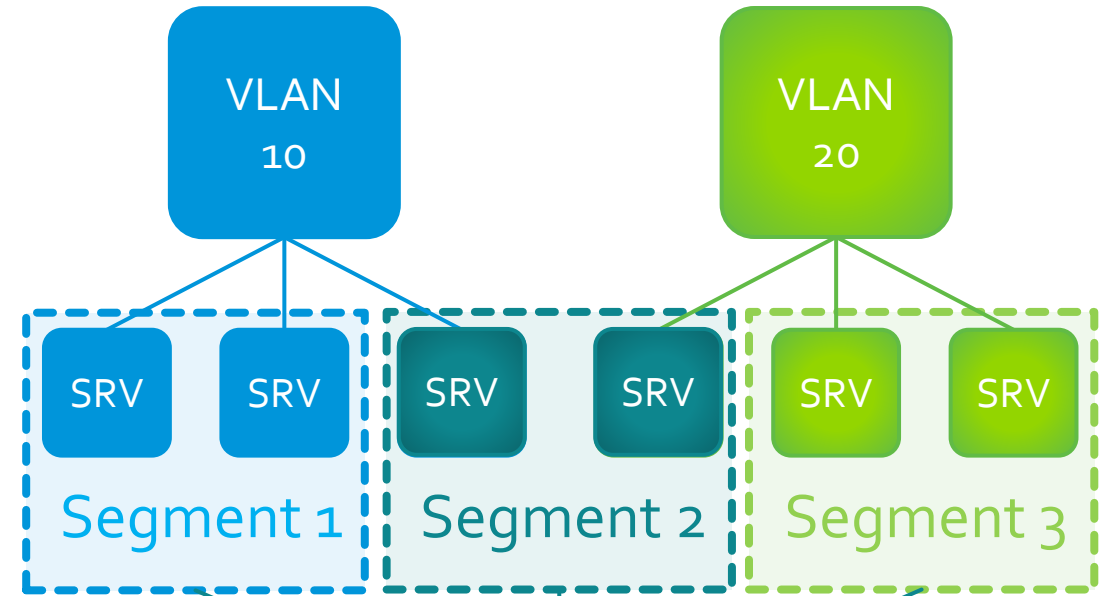 VLAN
10
VLAN
20
SRV
SRV
SRV
SRV
SRV
SRV
Segment 1
Segment 2
Segment 3